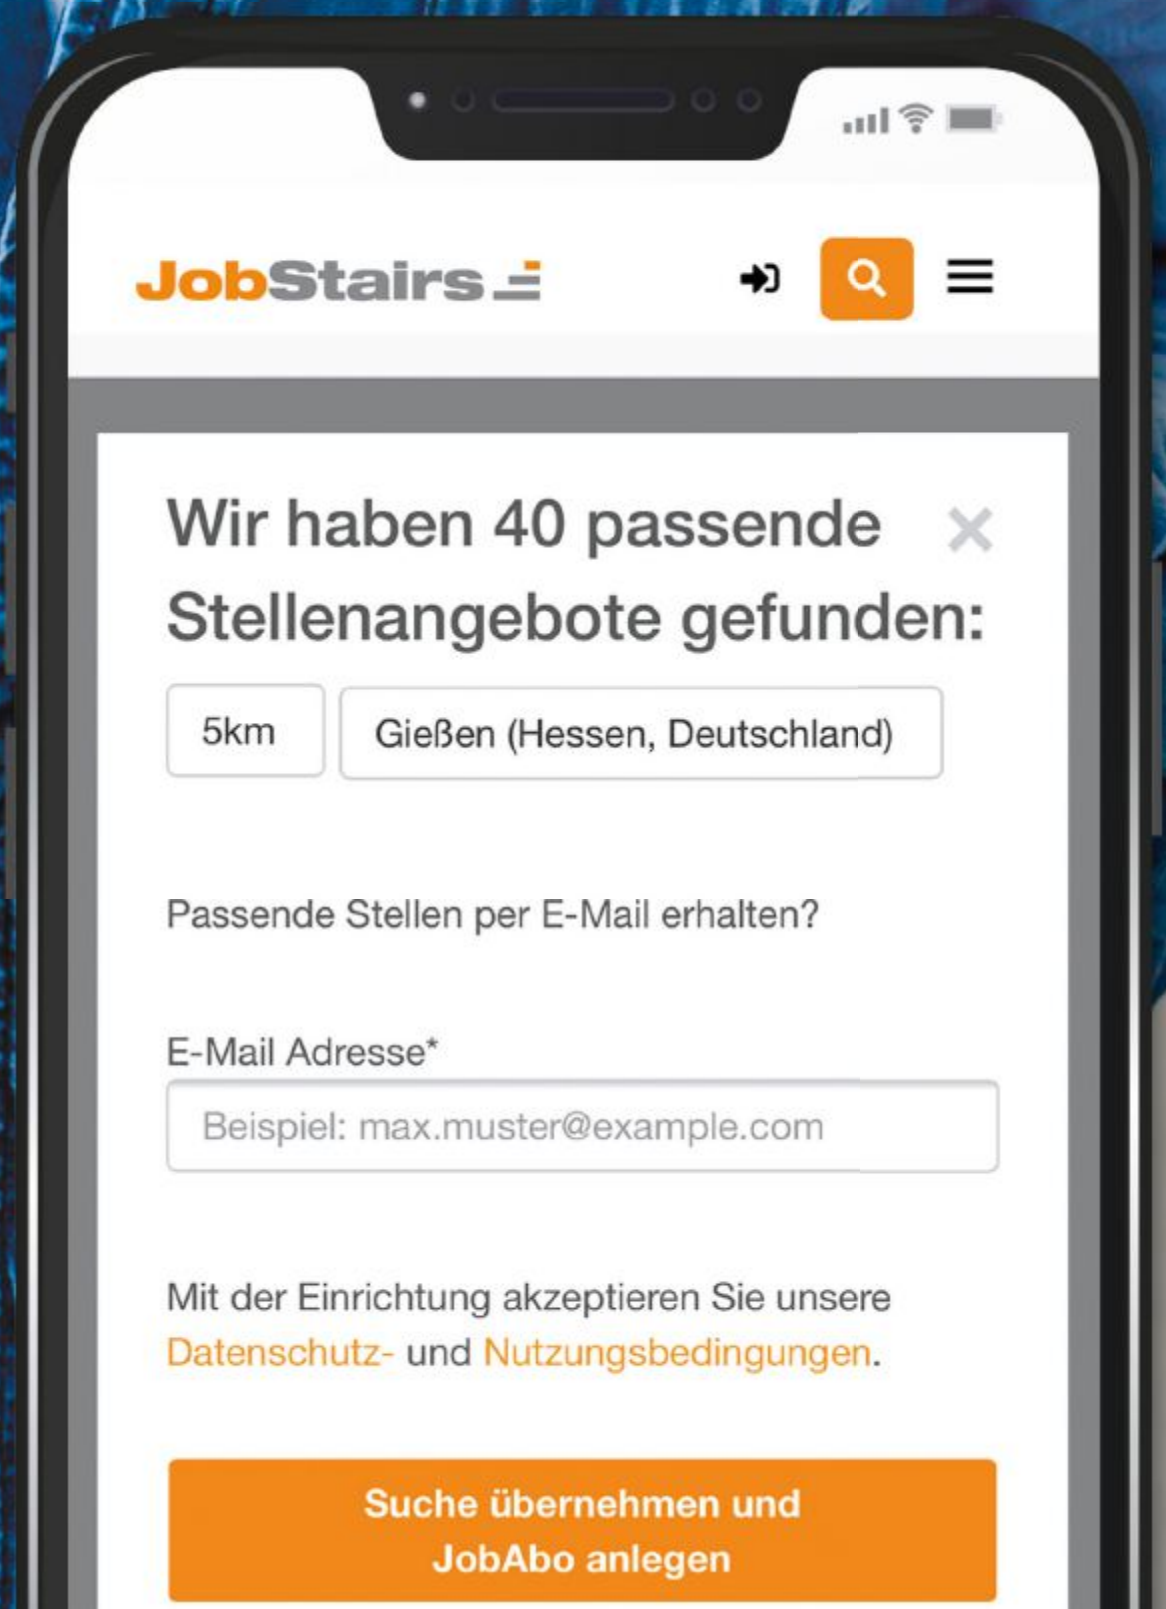 JobStairs
Wir haben 40 passende
Stellenangebote gefunden:
5km
Gießen (Hessen, Deutschland)
Passende Stellen per E-Mail erhalten?
E-Mail Adresse*
Beispiel: max.muster@example.com
Mit der Einrichtung akzeptieren Sie unsere
Datenschutz- und Nutzungsbedingungen.
Suche übernehmen und
JobAbo anlegen